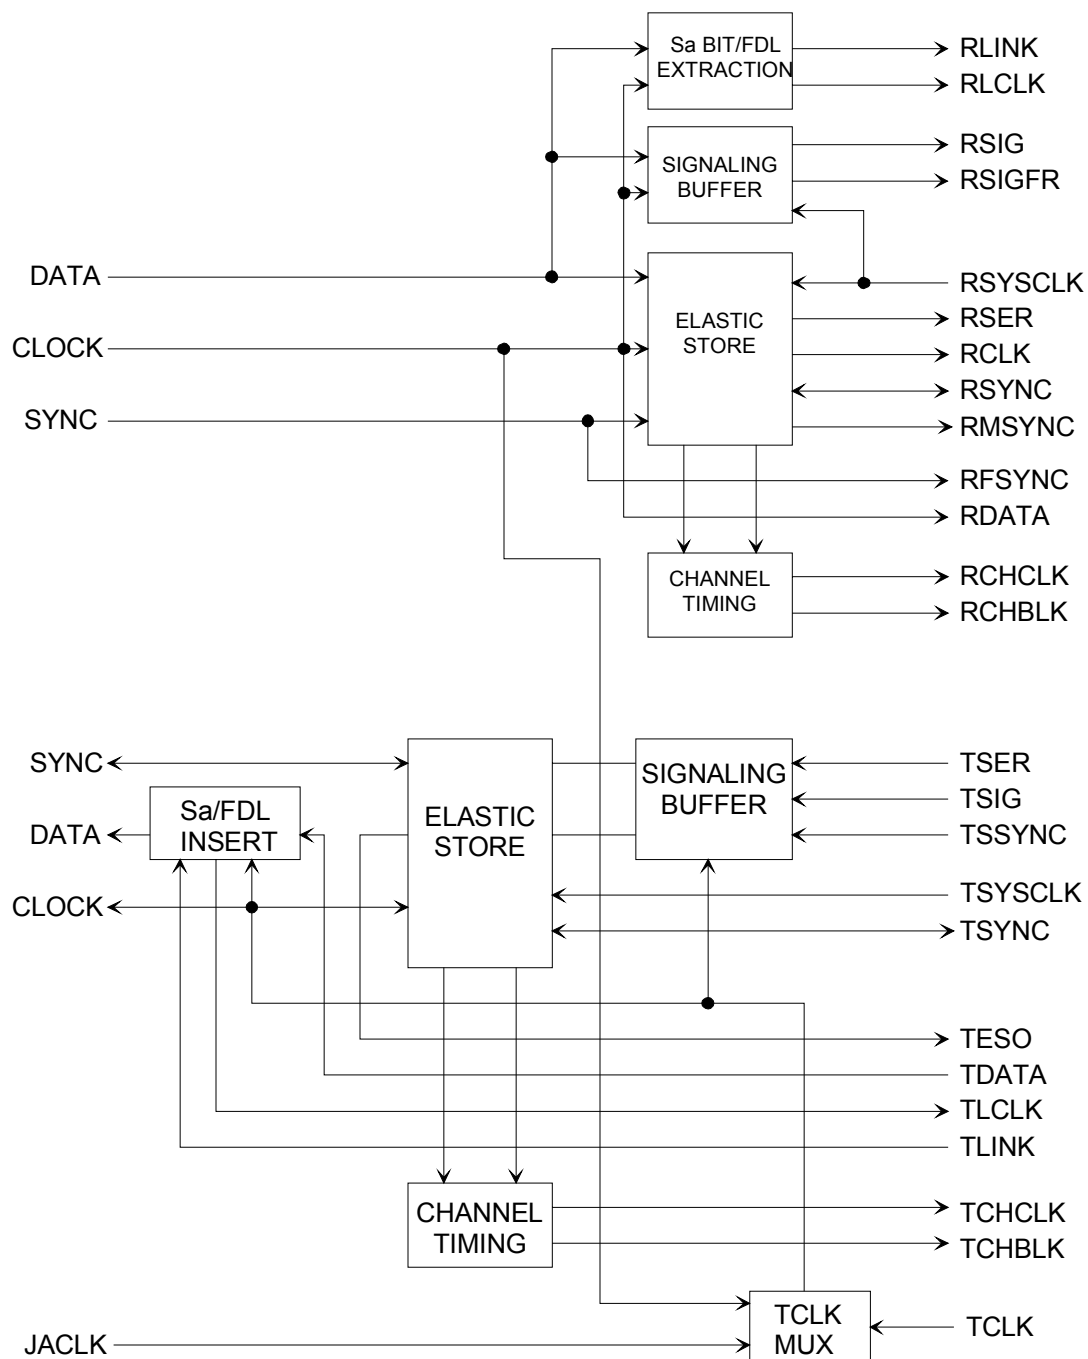 Sa BIT/FDL
EXTRACTION
RLINK
RLCLK
SIGNALING
BUFFER
RSIG
RSIGFR
DATA
CLOCK
SYNC
ELASTIC
STORE
RSYSCLK
RSER
RCLK
RSYNC
RMSYNC
RFSYNC
RDATA
CHANNEL
TIMING
RCHCLK
RCHBLK
SYNC
DATA
CLOCK
Sa/FDL
INSERT
ELASTIC
STORE
SIGNALING
BUFFER
TSER
TSIG
TSSYNC
TSYSCLK
TSYNC
TESO
TDATA
TLCLK
TLINK
CHANNEL
TIMING
TCHCLK
TCHBLK
JACLK
TCLK
MUX
TCLK